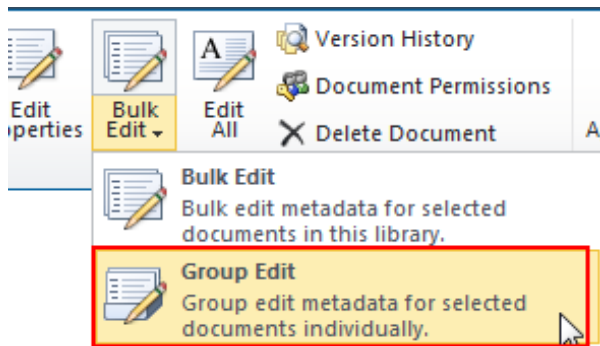 Version History
Document Permissions
Delete Document
Edit
perties
Bulk
Edit
Edit
All
A
Bulk Edit
Bulk edit metadata for selected
documents in this library.
Group Edit
Group edit metadata for selected
documents individually.